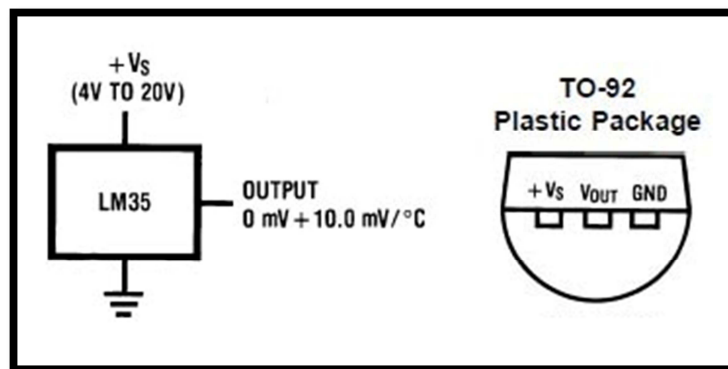 +VS
(4V TO 20V)
LM35
OUTPUT
0 mV + 10.0 mV/°C
TO-92
Plastic Package
+VS VOUT GND